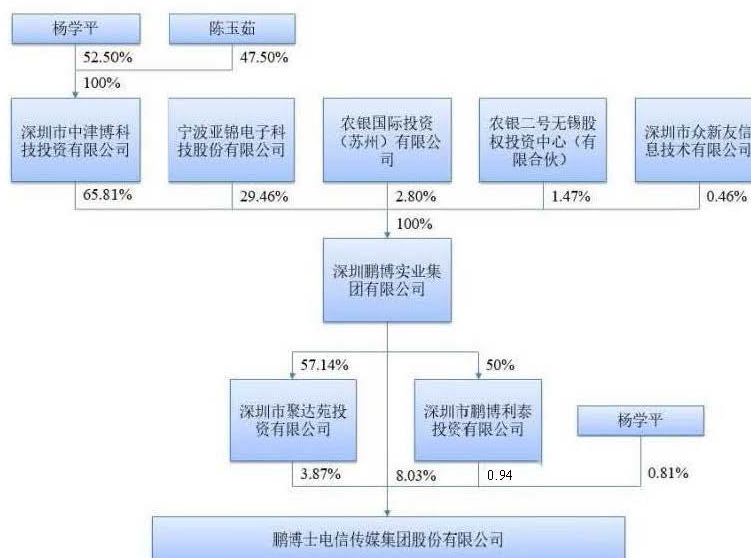 杨学平
陈玉茹
52.50%
47.50%
100%
深圳市中津博科
技投资有限公司
宁波亚锦电子科
技股份有限公司
农银国际投资
（苏州）有限公
司
农银二号无锡股
权投资中心（有
限合伙）
深圳市众新友信
息技术有限公司
65.81%
29.46%
2.80%
1.47%
0.46%
100%
深圳鹏博实业集
团有限公司
57.14%
50%
深圳市聚达苑投
资有限公司
深圳市鹏博利泰
投资有限公司
杨学平
3.87%
8.03%
0.94
0.81%
鹏博士电信传媒集团股份有限公司